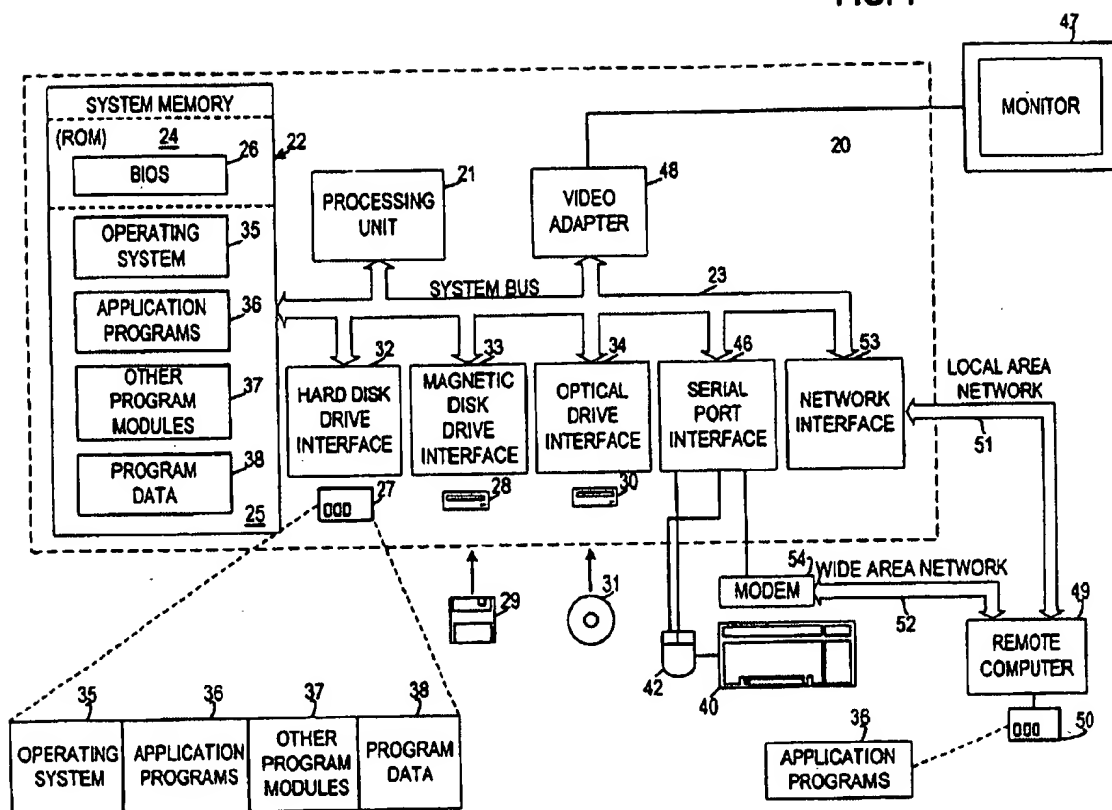 47
MONITOR
SYSTEM MEMORY
(ROM) 24
26
22
BIOS
20
21
PROCESSING
UNIT
48
VIDEO
ADAPTER
35
OPERATING
SYSTEM
SYSTEM BUS
23
36
APPLICATION
PROGRAMS
32
HARD DISK
DRIVE
INTERFACE
33
MAGNETIC
DISK
DRIVE
INTERFACE
34
OPTICAL
DRIVE
INTERFACE
46
SERIAL
PORT
INTERFACE
53
NETWORK
INTERFACE
LOCAL AREA
NETWORK
51
37
OTHER
PROGRAM
MODULES
38
PROGRAM
DATA
25
27
28
30
29
31
54
MODEM
WIDE AREA NETWORK
52
49
REMOTE
COMPUTER
42
40
50
36
APPLICATION
PROGRAMS
35
OPERATING
SYSTEM
36
APPLICATION
PROGRAMS
37
OTHER
PROGRAM
MODULES
38
PROGRAM
DATA